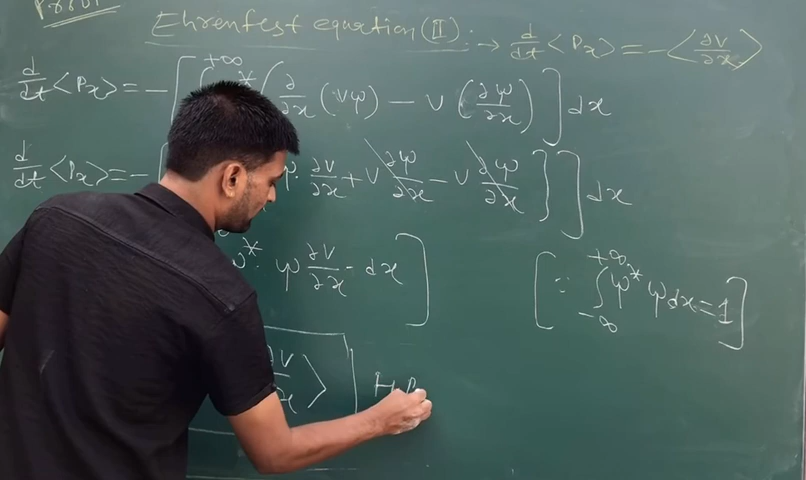 Proof
Ehrenfest equation (II) :- → d/dt <Px> = - <∂V/∂x>
d/dt <Px> = - [ ∫ +∞ * ( ∂/∂x (Vψ) - V (∂ψ/∂x) ] dx
d/dt <Px> = - [ ψ · ∂V/∂x + V ∂ψ/∂x - V ∂ψ/∂x } ] dx
ψ* · ψ ∂V/∂x · dx ]
[ ∵ ∫ +∞ -∞ ψ* ψ dx = 1 ]
∂V/∂x > H.P